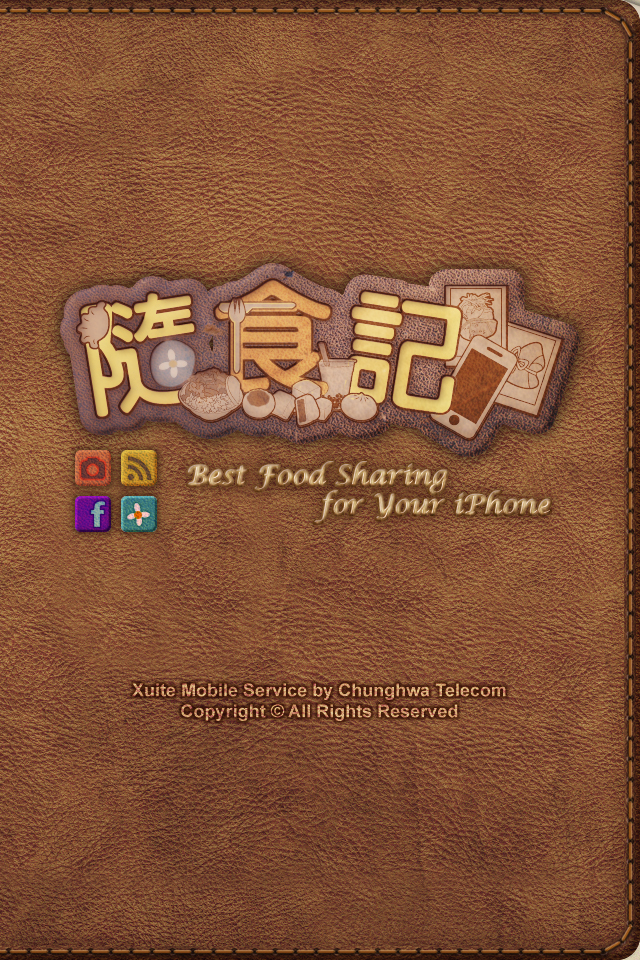 隨食記
Best Food Sharing
for Your iPhone
f
Xuite Mobile Service by Chunghwa Telecom
Copyright © All Rights Reserved